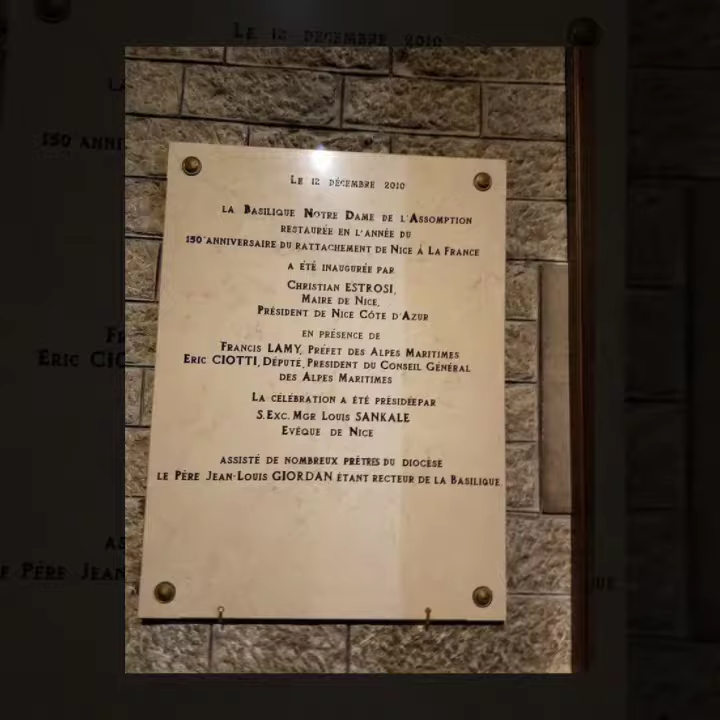 Le 12 décembre 2010
la Basilique Notre Dame de l'Assomption
restaurée en l'année du
150°anniversaire du rattachement de Nice à La France
a été inaugurée par
Christian ESTROSI,
Maire de Nice,
Président de Nice Côte d'Azur
en présence de
Francis LAMY, Préfet des Alpes Maritimes
Eric CIOTTI, Député, President du Conseil Général
des Alpes Maritimes
La célébration a été présidéepar
S.Exc. Mgr Louis SANKALE
Evêque de Nice
assisté de nombreux prêtres du diocèse
le Père Jean-Louis GIORDAN étant recteur de la Basilique.